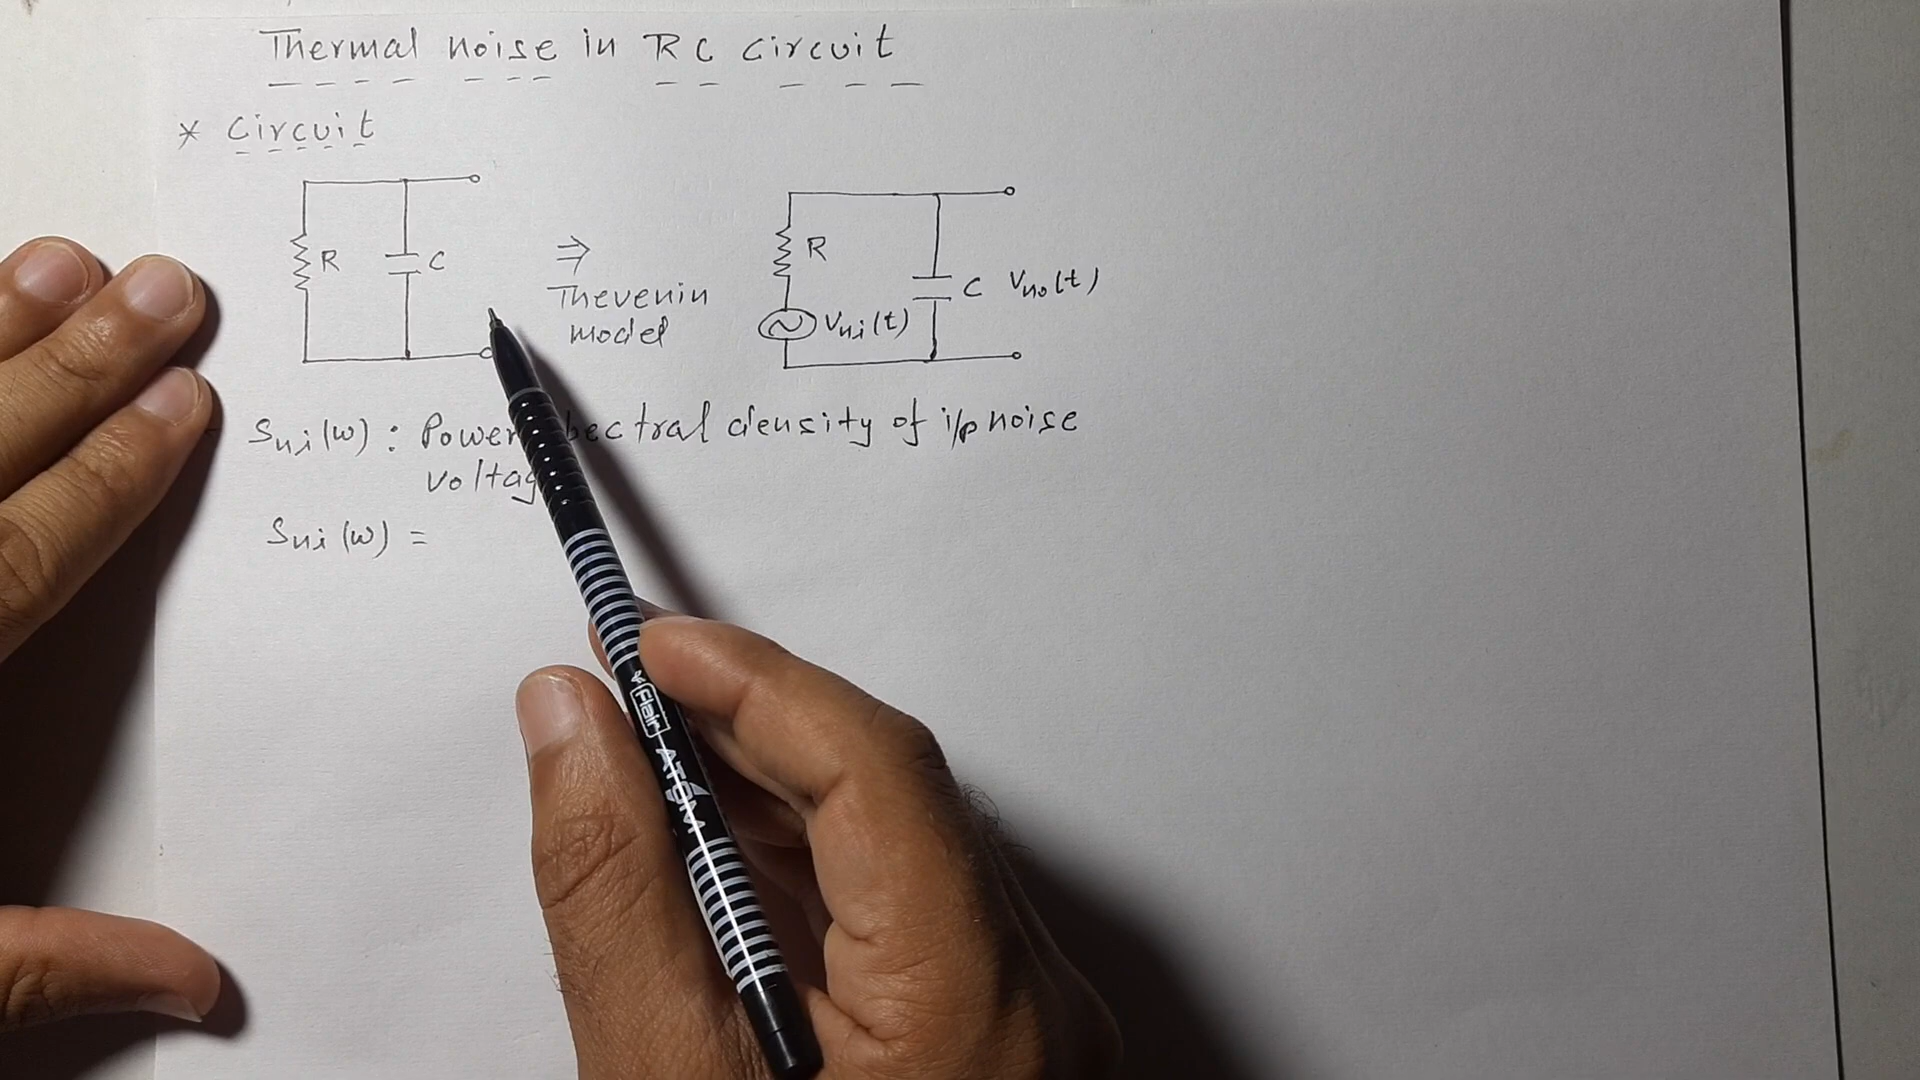 Thermal noise in RC circuit
* Circuit
R
C
⇒
Thevenin
model
R
Vni(t)
C
Vno(t)
Sni(w) : Power spectral density of i/p noise
voltag
Sni(w) =
Flair ATOM